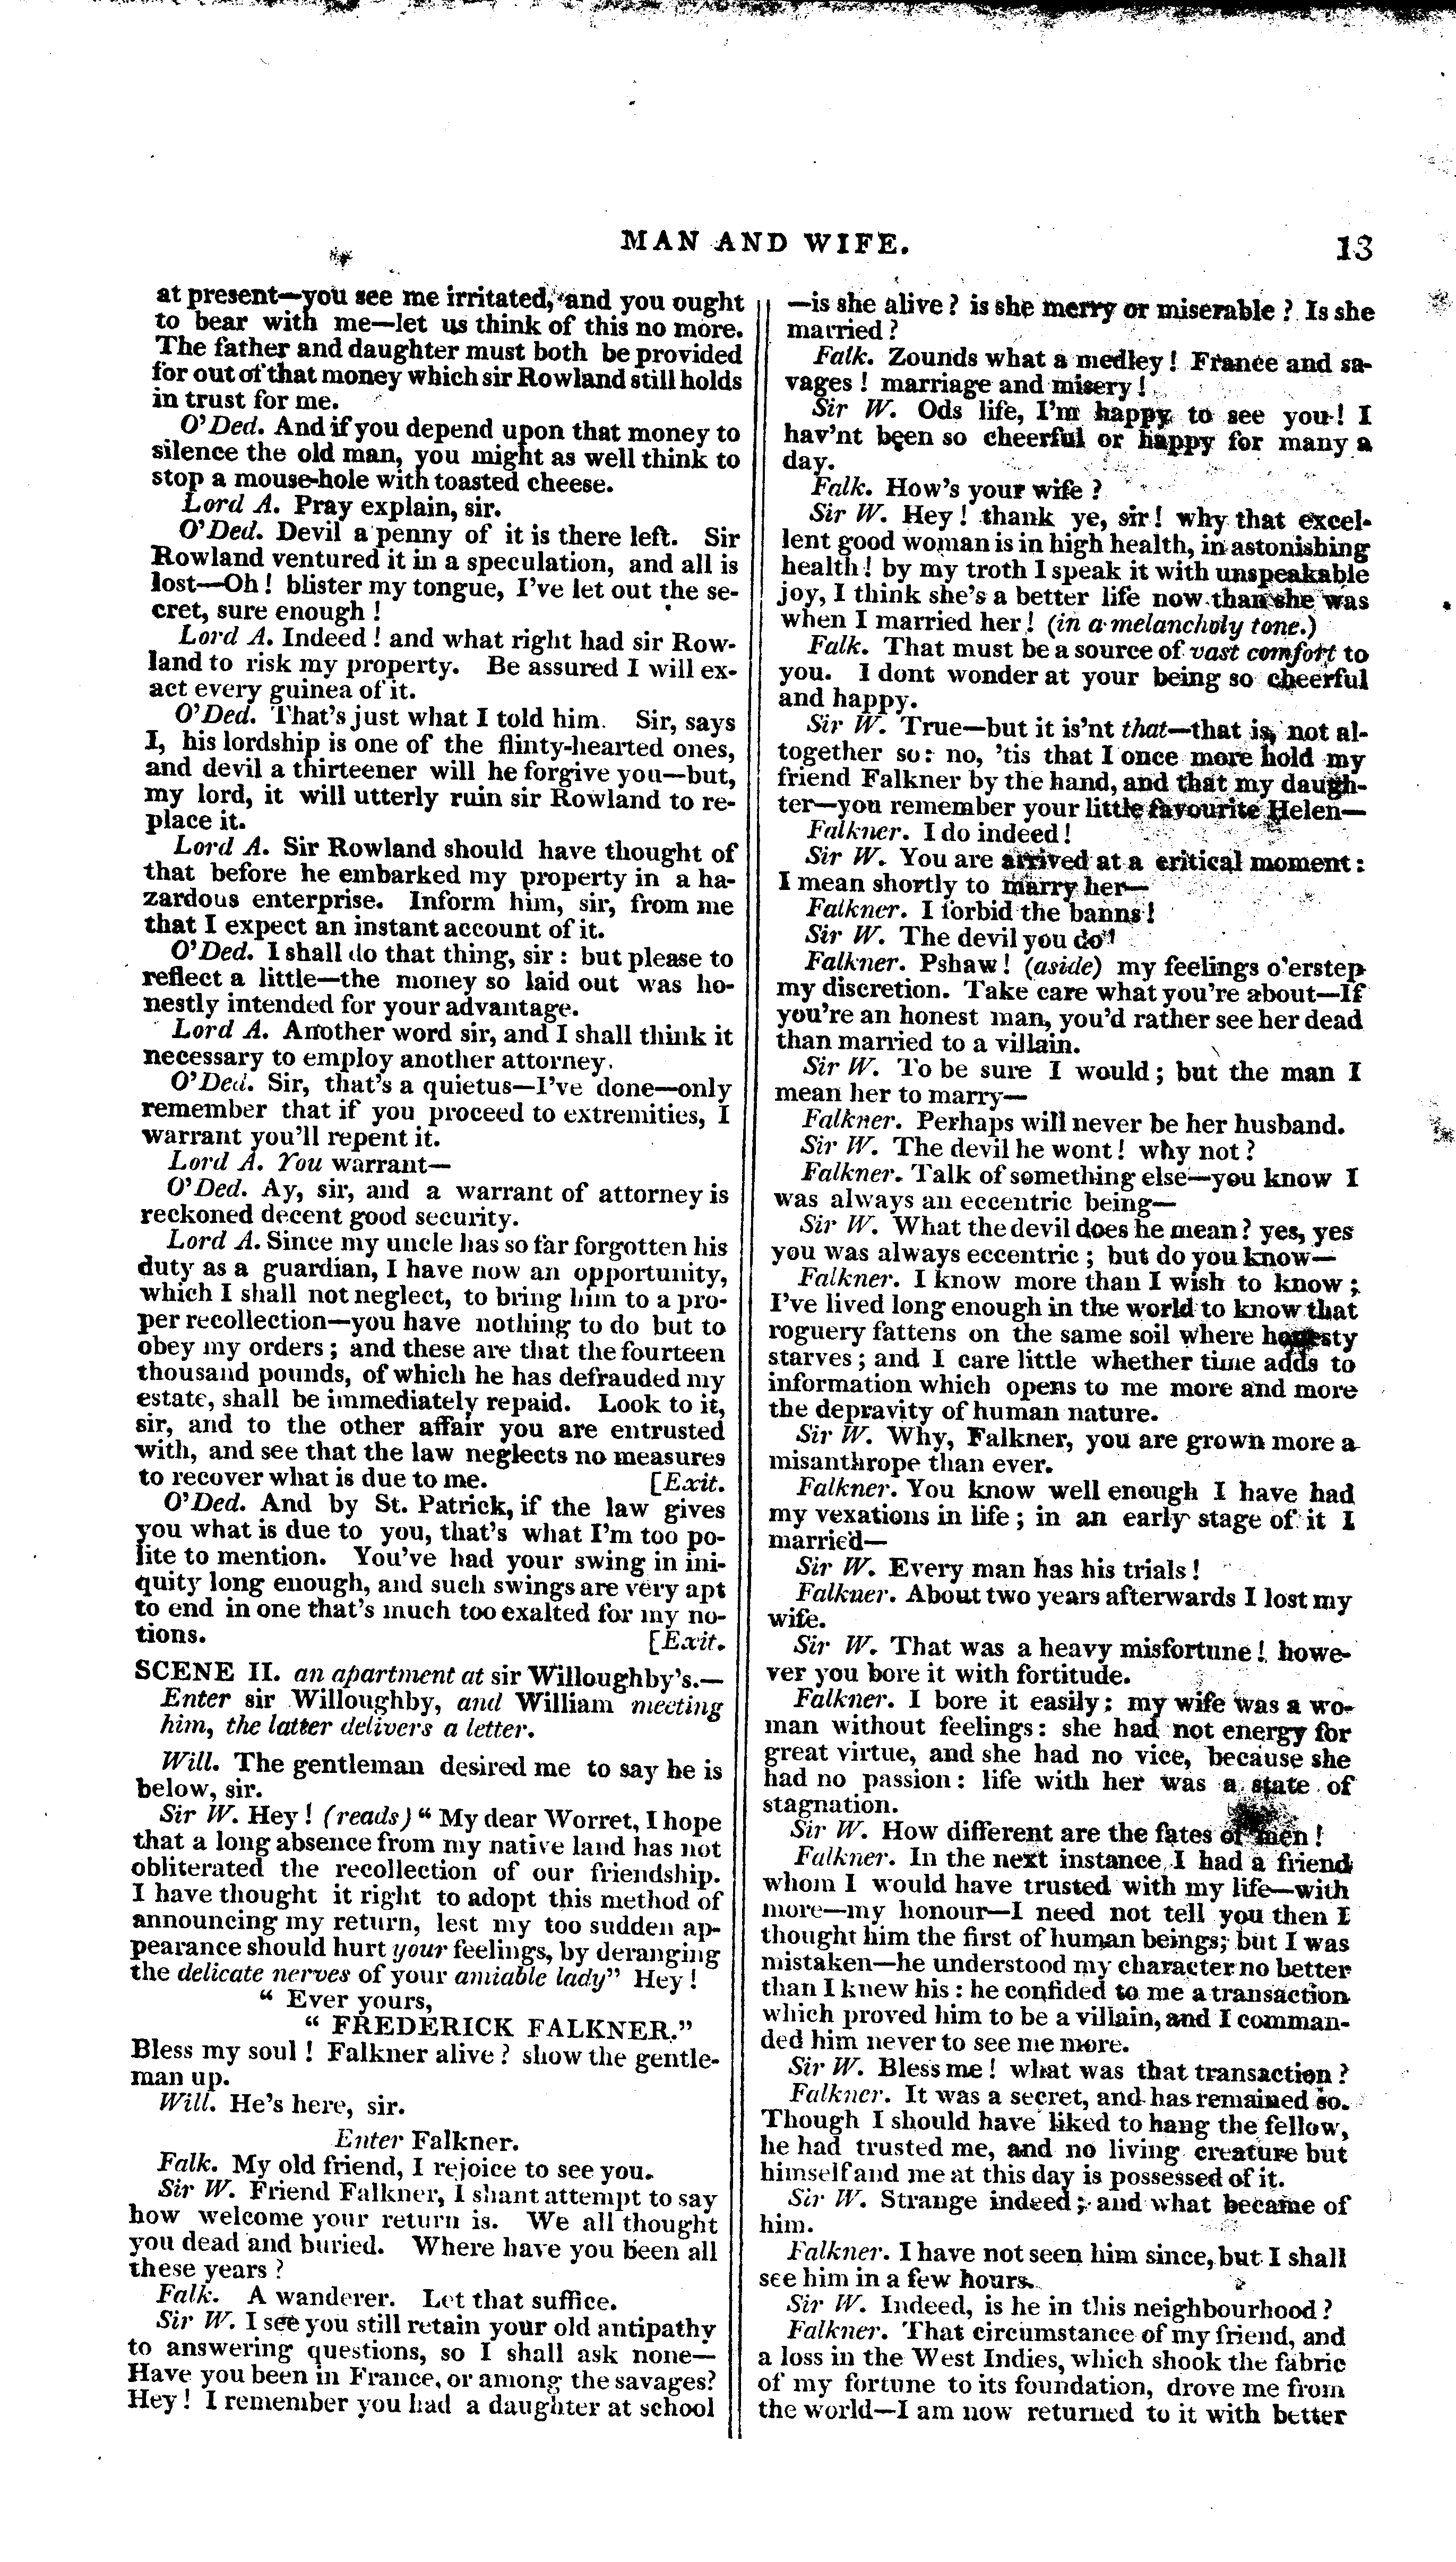 MAN AND WIFE.
13
at present—you see me irritated, and you ought
to bear with me—let us think of this no more.
The father and daughter must both be provided
for out of that money which sir Rowland still holds
in trust for me.
O'Ded. And if you depend upon that money to
silence the old man, you might as well think to
stop a mouse-hole with toasted cheese.
Lord A. Pray explain, sir.
O'Ded. Devil a penny of it is there left. Sir
Rowland ventured it in a speculation, and all is
lost—Oh! blister my tongue, I've let out the se-
cret, sure enough!
Lord A. Indeed! and what right had sir Row-
land to risk my property. Be assured I will ex-
act every guinea of it.
O'Ded. That's just what I told him. Sir, says
I, his lordship is one of the flinty-hearted ones,
and devil a thirteener will he forgive you—but,
my lord, it will utterly ruin sir Rowland to re-
place it.
Lord A. Sir Rowland should have thought of
that before he embarked my property in a ha-
zardous enterprise. Inform him, sir, from me
that I expect an instant account of it.
O'Ded. I shall do that thing, sir: but please to
reflect a little—the money so laid out was ho-
nestly intended for your advantage.
Lord A. Another word sir, and I shall think it
necessary to employ another attorney.
O'Ded. Sir, that's a quietus—I've done—only
remember that if you proceed to extremities, I
warrant you'll repent it.
Lord A. You warrant—
O'Ded. Ay, sir, and a warrant of attorney is
reckoned decent good security.
Lord A. Since my uncle has so far forgotten his
duty as a guardian, I have now an opportunity,
which I shall not neglect, to bring him to a pro-
per recollection—you have nothing to do but to
obey my orders; and these are that the fourteen
thousand pounds, of which he has defrauded my
estate, shall be immediately repaid. Look to it,
sir, and to the other affair you are entrusted
with, and see that the law neglects no measures
to recover what is due to me. [Exit.
O'Ded. And by St. Patrick, if the law gives
you what is due to you, that's what I'm too po-
lite to mention. You've had your swing in ini-
quity long enough, and such swings are very apt
to end in one that's much too exalted for my no-
tions. [Exit.
SCENE II. an apartment at sir Willoughby's.—
Enter sir Willoughby, and William meeting
him, the latter delivers a letter.
Will. The gentleman desired me to say he is
below, sir.
Sir W. Hey! (reads) “ My dear Worret, I hope
that a long absence from my native land has not
obliterated the recollection of our friendship.
I have thought it right to adopt this method of
announcing my return, lest my too sudden ap-
pearance should hurt your feelings, by deranging
the delicate nerves of your amiable lady” Hey!
“ Ever yours,
“ FREDERICK FALKNER.”
Bless my soul! Falkner alive? show the gentle-
man up.
Will. He's here, sir.
Enter Falkner.
Falk. My old friend, I rejoice to see you.
Sir W. Friend Falkner, I shant attempt to say
how welcome your return is. We all thought
you dead and buried. Where have you been all
these years?
Falk. A wanderer. Let that suffice.
Sir W. I see you still retain your old antipathy
to answering questions, so I shall ask none—
Have you been in France, or among the savages?
Hey! I remember you had a daughter at school
—is she alive? is she merry or miserable? Is she
married?
Falk. Zounds what a medley! France and sa-
vages! marriage and misery!
Sir W. Ods life, I'm happy to see you! I
hav'nt been so cheerful or happy for many a
day.
Falk. How's your wife?
Sir W. Hey! thank ye, sir! why that excel-
lent good woman is in high health, in astonishing
health! by my troth I speak it with unspeakable
joy, I think she's a better life now than she was
when I married her! (in a melancholy tone.)
Falk. That must be a source of vast comfort to
you. I dont wonder at your being so cheerful
and happy.
Sir W. True—but it is'nt that—that is, not al-
together so: no, 'tis that I once more hold my
friend Falkner by the hand, and that my daugh-
ter—you remember your little favourite Helen—
Falkner. I do indeed!
Sir W. You are arrived at a critical moment:
I mean shortly to marry her—
Falkner. I forbid the banns!
Sir W. The devil you do!
Falkner. Pshaw! (aside) my feelings o'erstep
my discretion. Take care what you're about—If
you're an honest man, you'd rather see her dead
than married to a villain.
Sir W. To be sure I would; but the man I
mean her to marry—
Falkner. Perhaps will never be her husband.
Sir W. The devil he wont! why not?
Falkner. Talk of something else—you know I
was always an eccentric being—
Sir W. What the devil does he mean? yes, yes
you was always eccentric; but do you know—
Falkner. I know more than I wish to know;
I've lived long enough in the world to know that
roguery fattens on the same soil where honesty
starves; and I care little whether time adds to
information which opens to me more and more
the depravity of human nature.
Sir W. Why, Falkner, you are grown more a
misanthrope than ever.
Falkner. You know well enough I have had
my vexations in life; in an early stage of it I
married—
Sir W. Every man has his trials!
Falkner. About two years afterwards I lost my
wife.
Sir W. That was a heavy misfortune! howe-
ver you bore it with fortitude.
Falkner. I bore it easily; my wife was a wo-
man without feelings: she had not energy for
great virtue, and she had no vice, because she
had no passion: life with her was a state of
stagnation.
Sir W. How different are the fates of men!
Falkner. In the next instance I had a friend
whom I would have trusted with my life—with
more—my honour—I need not tell you then I
thought him the first of human beings; but I was
mistaken—he understood my character no better
than I knew his: he confided to me a transaction
which proved him to be a villain, and I comman-
ded him never to see me more.
Sir W. Bless me! what was that transaction?
Falkner. It was a secret, and has remained so.
Though I should have liked to hang the fellow,
he had trusted me, and no living creature but
himself and me at this day is possessed of it.
Sir W. Strange indeed; and what became of
him.
Falkner. I have not seen him since, but I shall
see him in a few hours.
Sir W. Indeed, is he in this neighbourhood?
Falkner. That circumstance of my friend, and
a loss in the West Indies, which shook the fabric
of my fortune to its foundation, drove me from
the world—I am now returned to it with better